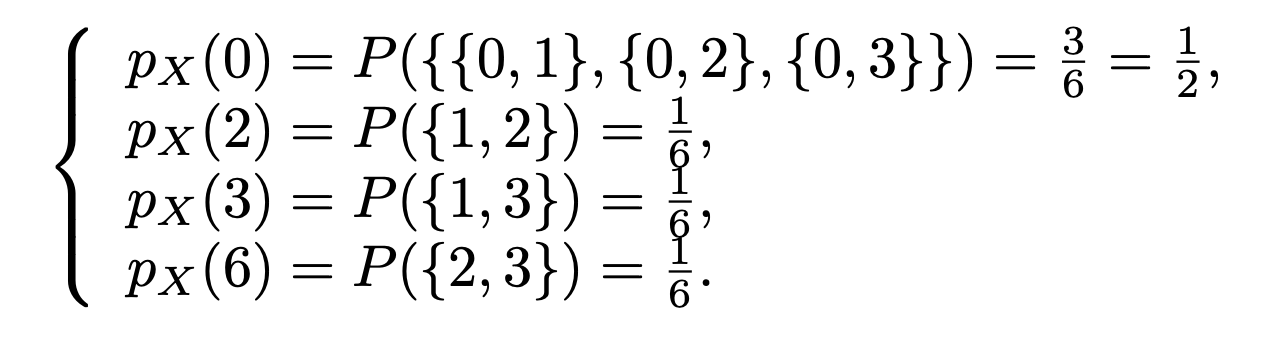 p_X(0) = P({{0, 1}, {0, 2}, {0, 3}}) = 3/6 = 1/2,
p_X(2) = P({1, 2}) = 1/6,
p_X(3) = P({1, 3}) = 1/6,
p_X(6) = P({2, 3}) = 1/6.